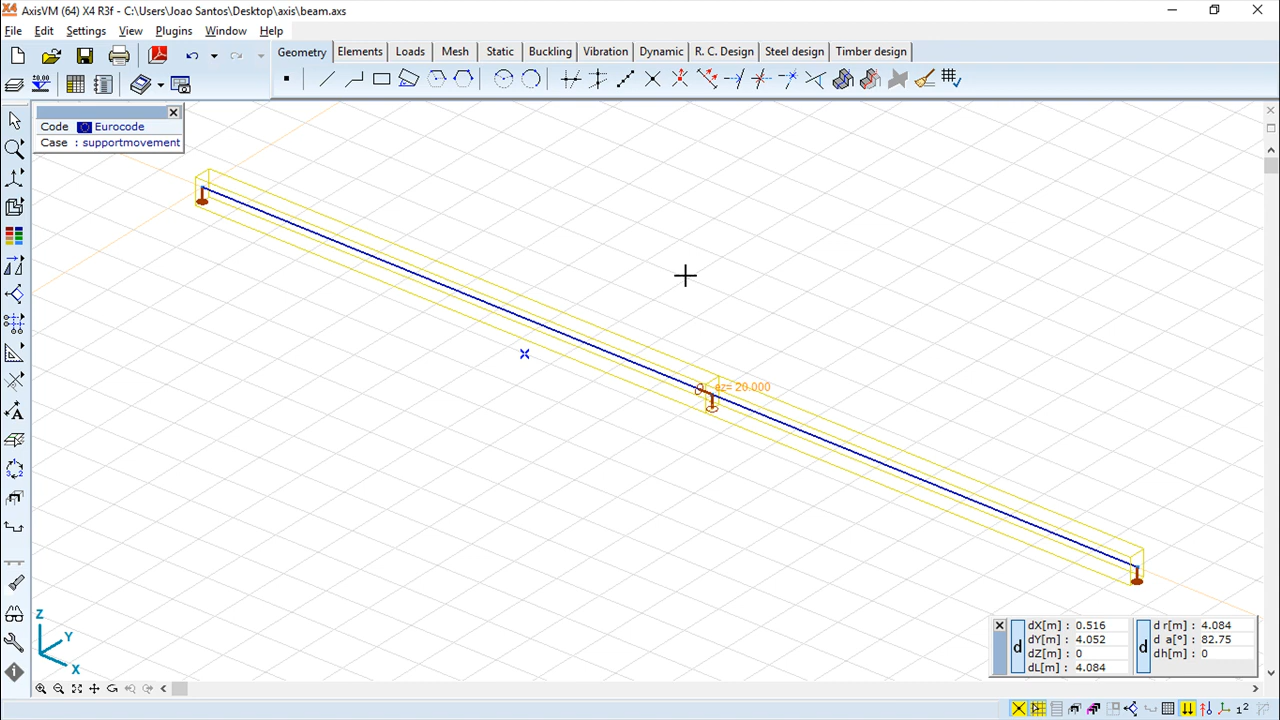 AxisVM (64) X4 R3f - C:\Users\Joao Santos\Desktop\axis\beam.axs
File Edit Settings View Plugins Window Help
Geometry Elements Loads Mesh Static Buckling Vibration Dynamic R. C. Design Steel design Timber design
Code Eurocode
Case : supportmovement
ez= 20.000
Z
Y
X
d
dX[m] : 0.516
dY[m] : 4.052
dZ[m] : 0
dL[m] : 4.084
d
d r[m] : 4.084
d a[°] : 82.75
dh[m] : 0